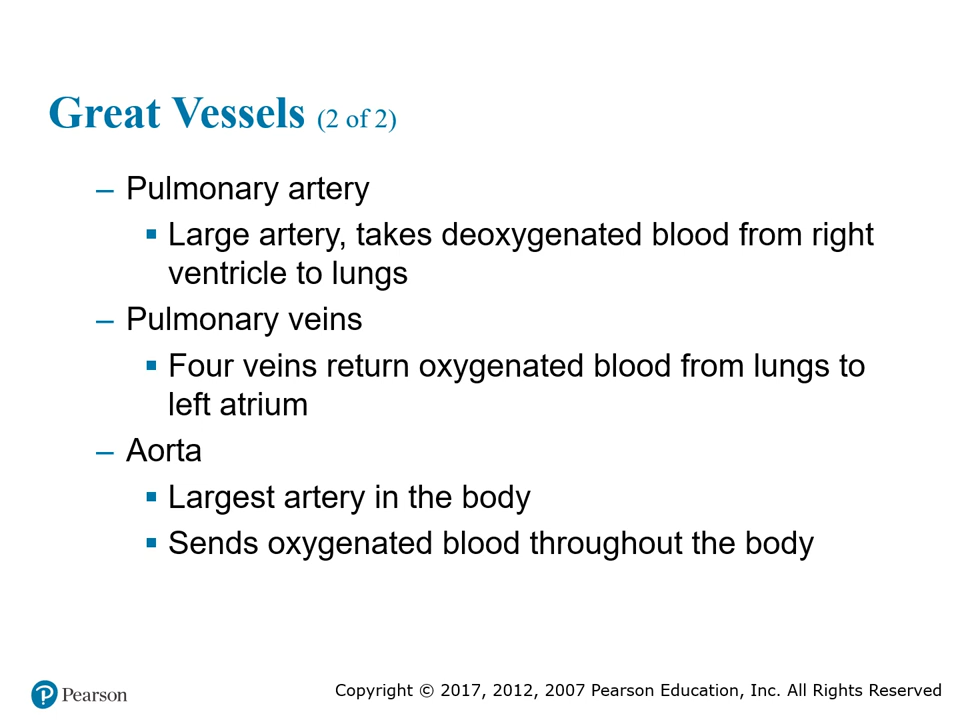 Great Vessels (2 of 2)
– Pulmonary artery
▪ Large artery, takes deoxygenated blood from right
ventricle to lungs
– Pulmonary veins
▪ Four veins return oxygenated blood from lungs to
left atrium
– Aorta
▪ Largest artery in the body
▪ Sends oxygenated blood throughout the body
P Pearson
Copyright © 2017, 2012, 2007 Pearson Education, Inc. All Rights Reserved